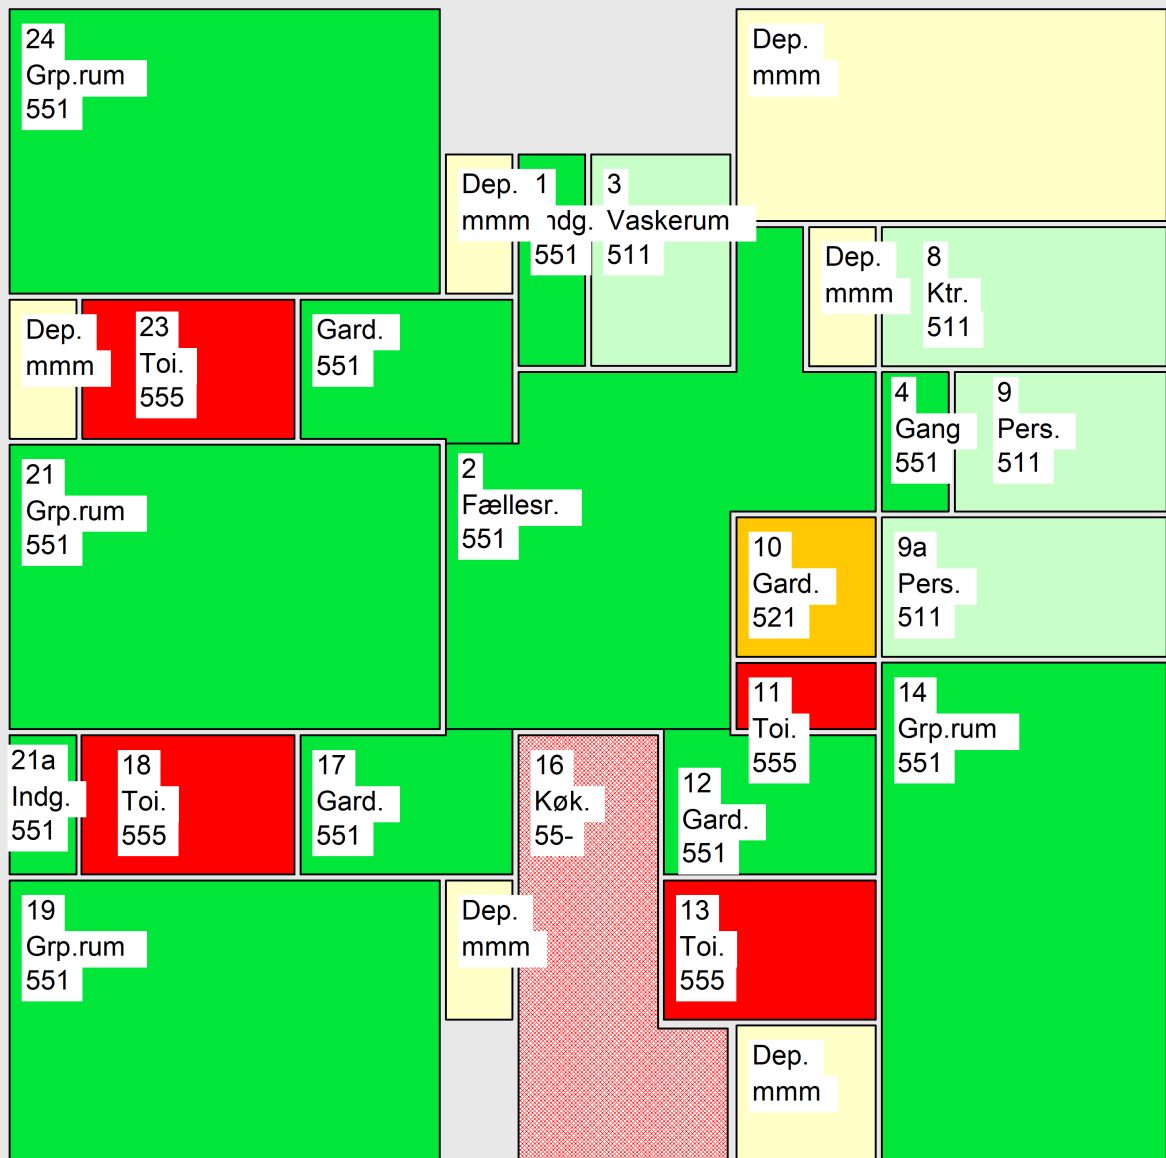 24
Grp.rum
551
Dep.
mmm
Dep.
mmm
1
ndg.
551
3
Vaskerum
511
Dep.
mmm
8
Ktr.
511
Dep.
mmm
23
Toi.
555
Gard.
551
4
Gang
551
9
Pers.
511
21
Grp.rum
551
2
Fællesr.
551
10
Gard.
521
9a
Pers.
511
11
Toi.
555
14
Grp.rum
551
21a
Indg.
551
18
Toi.
555
17
Gard.
551
16
Køk.
55-
12
Gard.
551
19
Grp.rum
551
Dep.
mmm
13
Toi.
555
Dep.
mmm